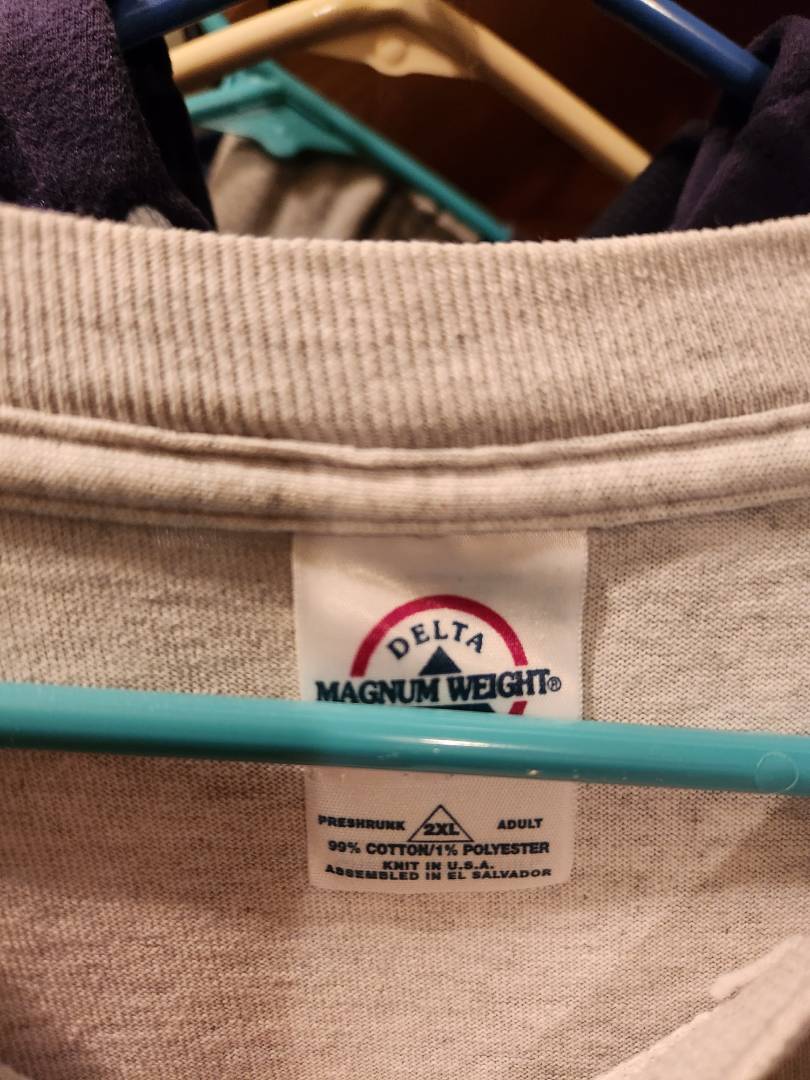 DELTA
MAGNUM WEIGHT®
PRESHRUNK 2XL ADULT
99% COTTON/1% POLYESTER
KNIT IN U.S.A.
ASSEMBLED IN EL SALVADOR